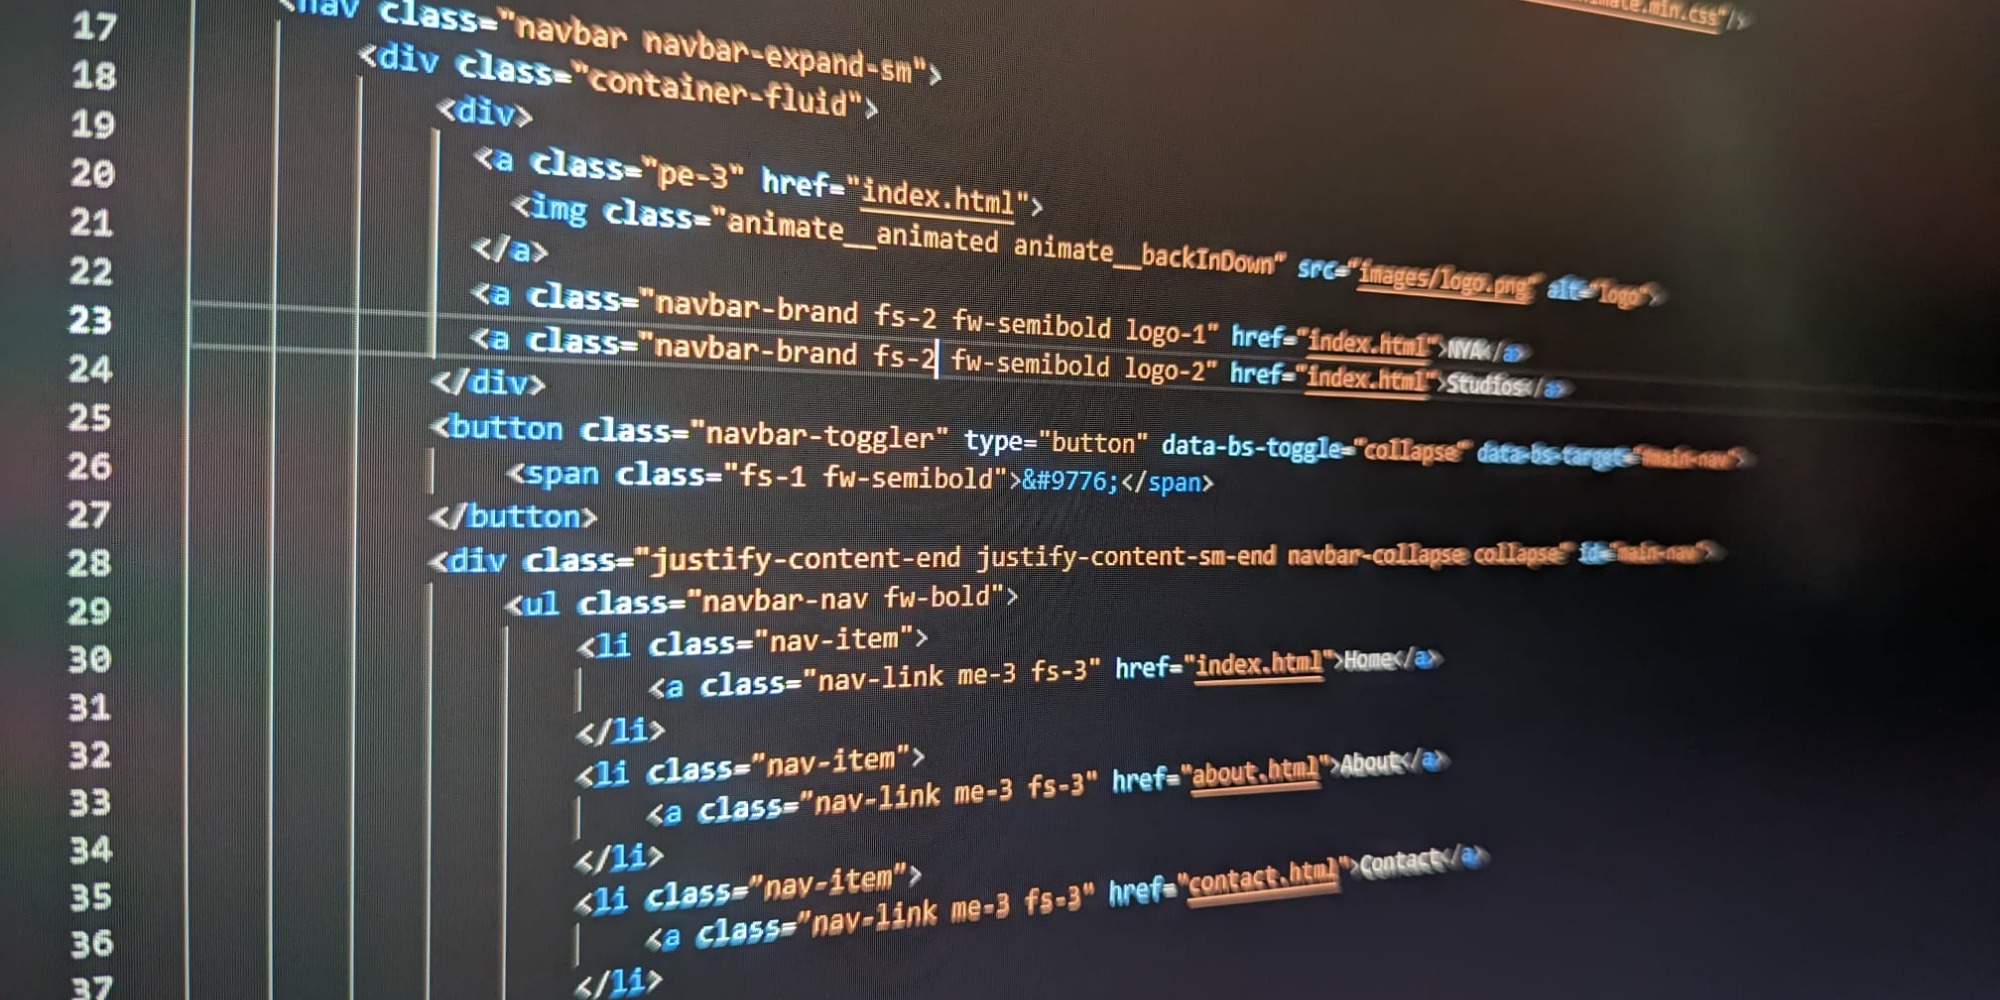 mate.min.css"/>
<nav class="navbar navbar-expand-sm">
17 <div class="container-fluid">
18 <div>
19 <a class="pe-3" href="index.html">
20 <img class="animate__animated animate__backInDown" src="images/logo.png" alt="logo">
21 </a>
22 <a class="navbar-brand fs-2 fw-semibold logo-1" href="index.html">NYA</a>
23 <a class="navbar-brand fs-2 fw-semibold logo-2" href="index.html">Studios</a>
24 </div>
25 <button class="navbar-toggler" type="button" data-bs-toggle="collapse" data-bs-target="#main-nav">
26 <span class="fs-1 fw-semibold">&#9776;</span>
27 </button>
28 <div class="justify-content-end justify-content-sm-end navbar-collapse collapse" id="main-nav">
29 <ul class="navbar-nav fw-bold">
30 <li class="nav-item">
31 <a class="nav-link me-3 fs-3" href="index.html">Home</a>
32 </li>
33 <li class="nav-item">
34 <a class="nav-link me-3 fs-3" href="about.html">About</a>
35 </li>
36 <li class="nav-item">
37 <a class="nav-link me-3 fs-3" href="contact.html">Contact</a>
</li>